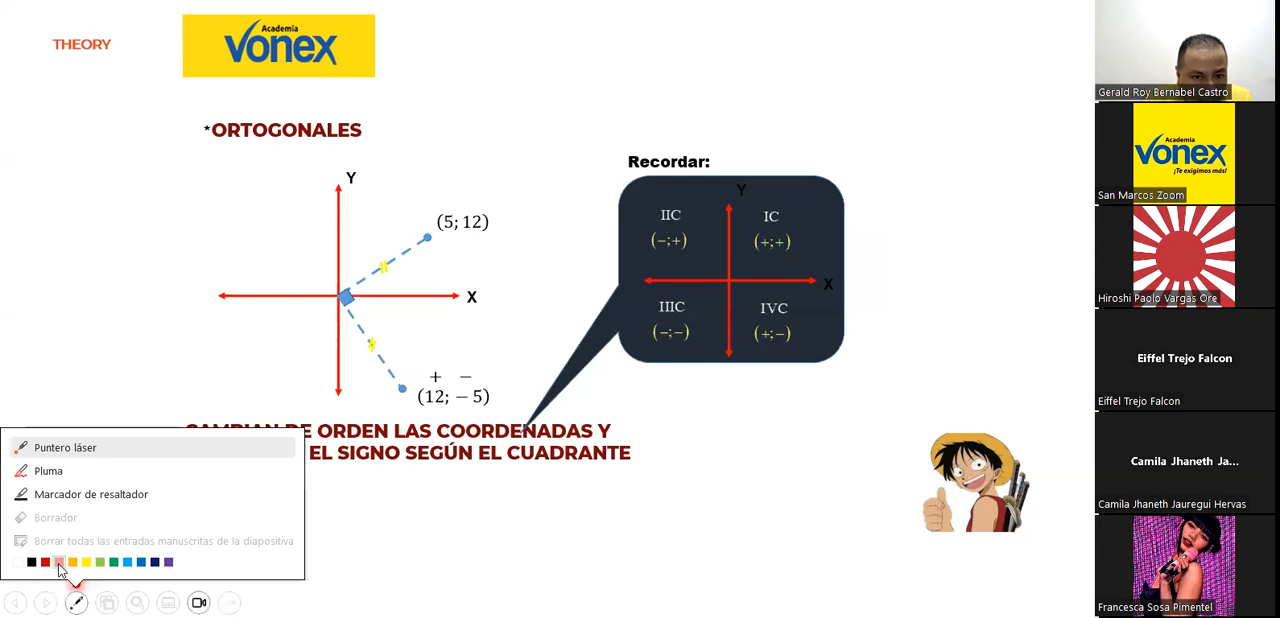 THEORY
Academia
Vonex
*ORTOGONALES
Y
(5; 12)
X
+ −
(12; − 5)
Recordar:
Y
IIC
IC
(−;+)
(+;+)
X
IIIC
IVC
(−;−)
(+;−)
DE ORDEN LAS COORDENADAS Y
EL SIGNO SEGÚN EL CUADRANTE
Puntero láser
Pluma
Marcador de resaltador
Borrador
Borrar todas las entradas manuscritas de la diapositiva
Gerald Roy Bernabel Castro
Academia
Vonex
¡Te exigimos más!
San Marcos Zoom
Hiroshi Paolo Vargas Ore
Eiffel Trejo Falcon
Eiffel Trejo Falcon
Camila Jhaneth Ja...
Camila Jhaneth Jauregui Hervas
Francesca Sosa Pimentel